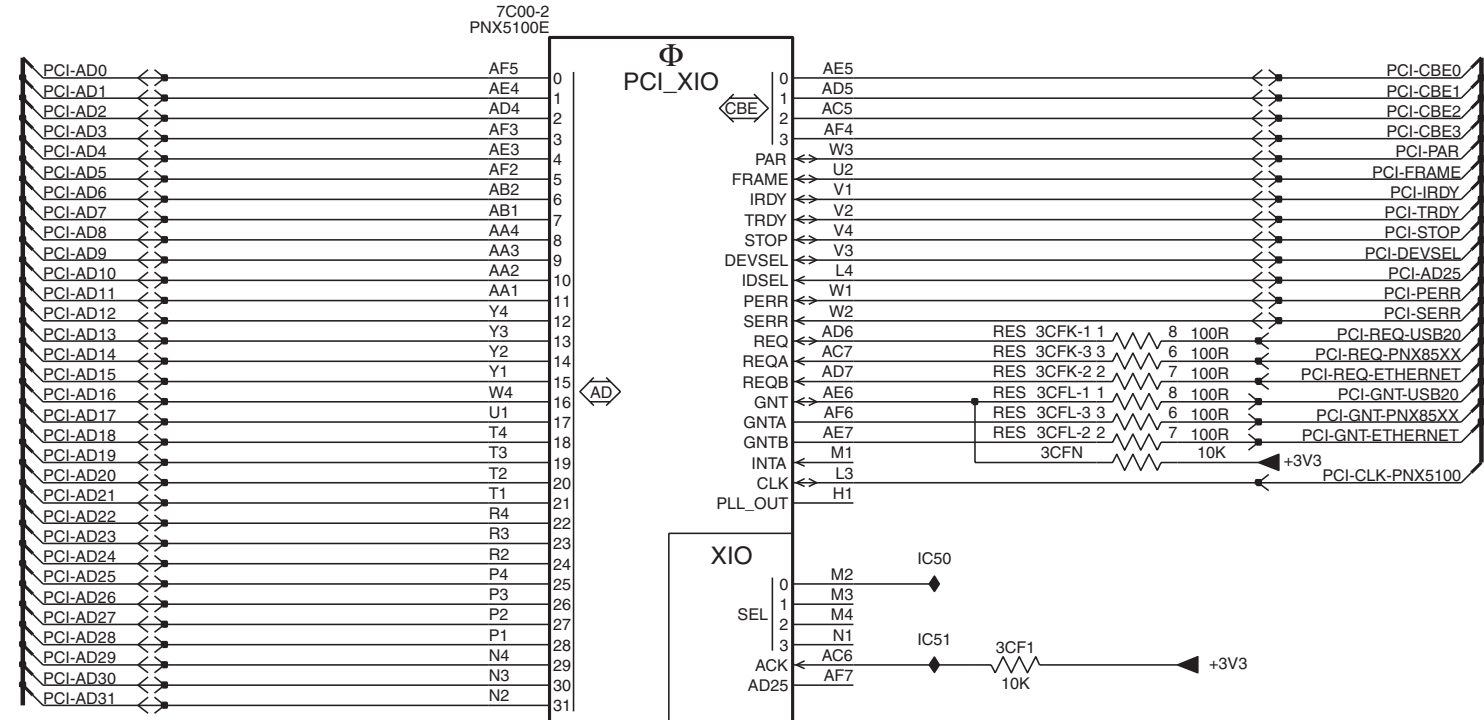 7C00-2
PNX5100E
Φ
PCI_XIO
PCI-AD0 AF5 0 0 AE5 PCI-CBE0
PCI-AD1 AE4 1 1 AD5 PCI-CBE1
PCI-AD2 AD4 2 CBE 2 AC5 PCI-CBE2
PCI-AD3 AF3 3 3 AF4 PCI-CBE3
PCI-AD4 AE3 4 PAR W3 PCI-PAR
PCI-AD5 AF2 5 FRAME U2 PCI-FRAME
PCI-AD6 AB2 6 IRDY V1 PCI-IRDY
PCI-AD7 AB1 7 TRDY V2 PCI-TRDY
PCI-AD8 AA4 8 STOP V4 PCI-STOP
PCI-AD9 AA3 9 DEVSEL V3 PCI-DEVSEL
PCI-AD10 AA2 10 IDSEL L4 PCI-AD25
PCI-AD11 AA1 11 PERR W1 PCI-PERR
PCI-AD12 Y4 12 SERR W2 PCI-SERR
PCI-AD13 Y3 13 REQ AD6 RES 3CFK-1 1 8 100R PCI-REQ-USB20
PCI-AD14 Y2 14 REQA AC7 RES 3CFK-3 3 6 100R PCI-REQ-PNX85XX
PCI-AD15 Y1 15 REQB AD7 RES 3CFK-2 2 7 100R PCI-REQ-ETHERNET
PCI-AD16 W4 16 AD GNT AE6 RES 3CFL-1 1 8 100R PCI-GNT-USB20
PCI-AD17 U1 17 GNTA AF6 RES 3CFL-3 3 6 100R PCI-GNT-PNX85XX
PCI-AD18 T4 18 GNTB AE7 RES 3CFL-2 2 7 100R PCI-GNT-ETHERNET
PCI-AD19 T3 19 INTA M1 3CFN 10K +3V3
PCI-AD20 T2 20 CLK L3 PCI-CLK-PNX5100
PCI-AD21 T1 21 PLL_OUT H1
PCI-AD22 R4 22
PCI-AD23 R3 23
PCI-AD24 R2 24 XIO IC50
PCI-AD25 P4 25 0 M2
PCI-AD26 P3 26 1 M3
PCI-AD27 P2 27 SEL 2 M4
PCI-AD28 P1 28 3 N1 IC51 3CF1
PCI-AD29 N4 29 ACK AC6 +3V3
PCI-AD30 N3 30 AD25 AF7 10K
PCI-AD31 N2 31